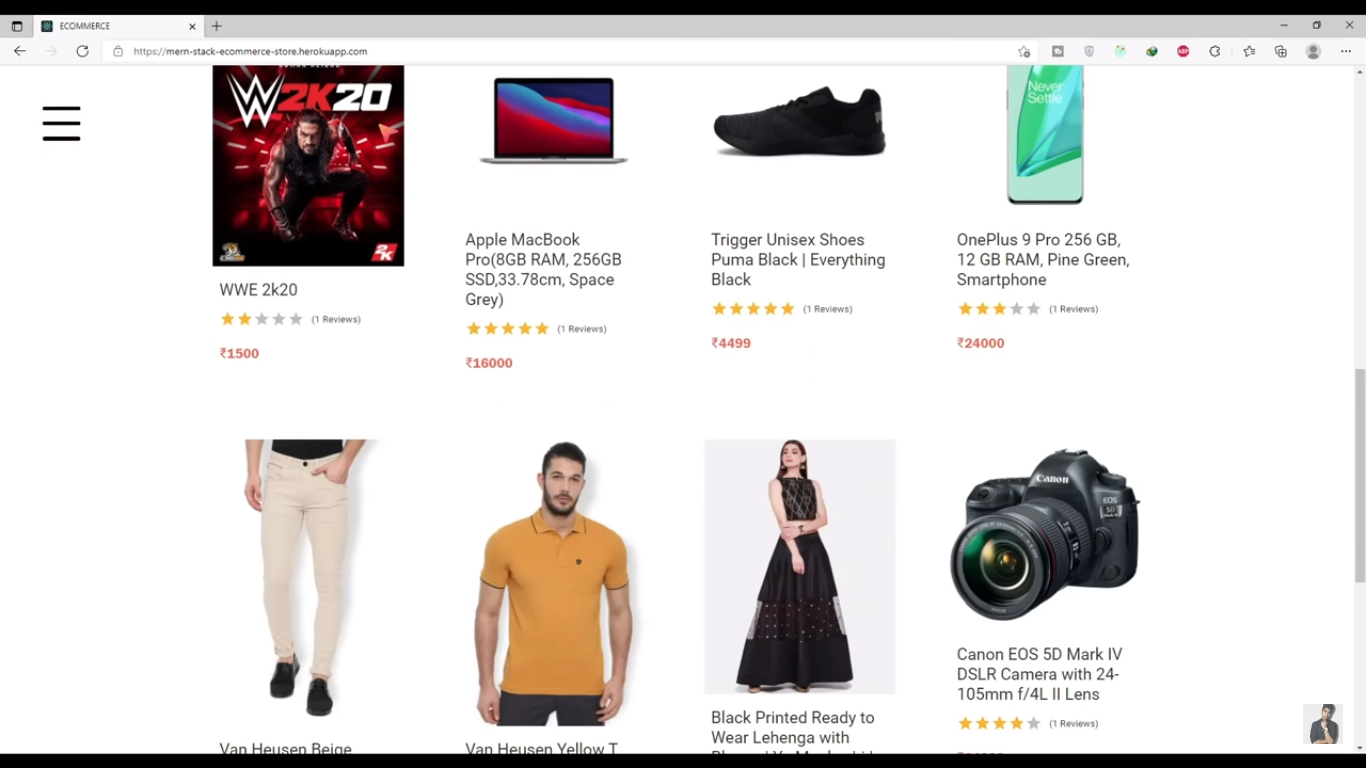 ECOMMERCE
https://mern-stack-ecommerce-store.herokuapp.com
ABP
W2K20
2K
Never
Settle
Canon
EOS
5D
WWE 2k20
(1 Reviews)
₹1500
Apple MacBook
Pro(8GB RAM, 256GB
SSD,33.78cm, Space
Grey)
(1 Reviews)
₹16000
Trigger Unisex Shoes
Puma Black | Everything
Black
(1 Reviews)
₹4499
OnePlus 9 Pro 256 GB,
12 GB RAM, Pine Green,
Smartphone
(1 Reviews)
₹24000
Van Heusen Beige
Van Heusen Yellow T
Black Printed Ready to
Wear Lehenga with
Canon EOS 5D Mark IV
DSLR Camera with 24-
105mm f/4L II Lens
(1 Reviews)